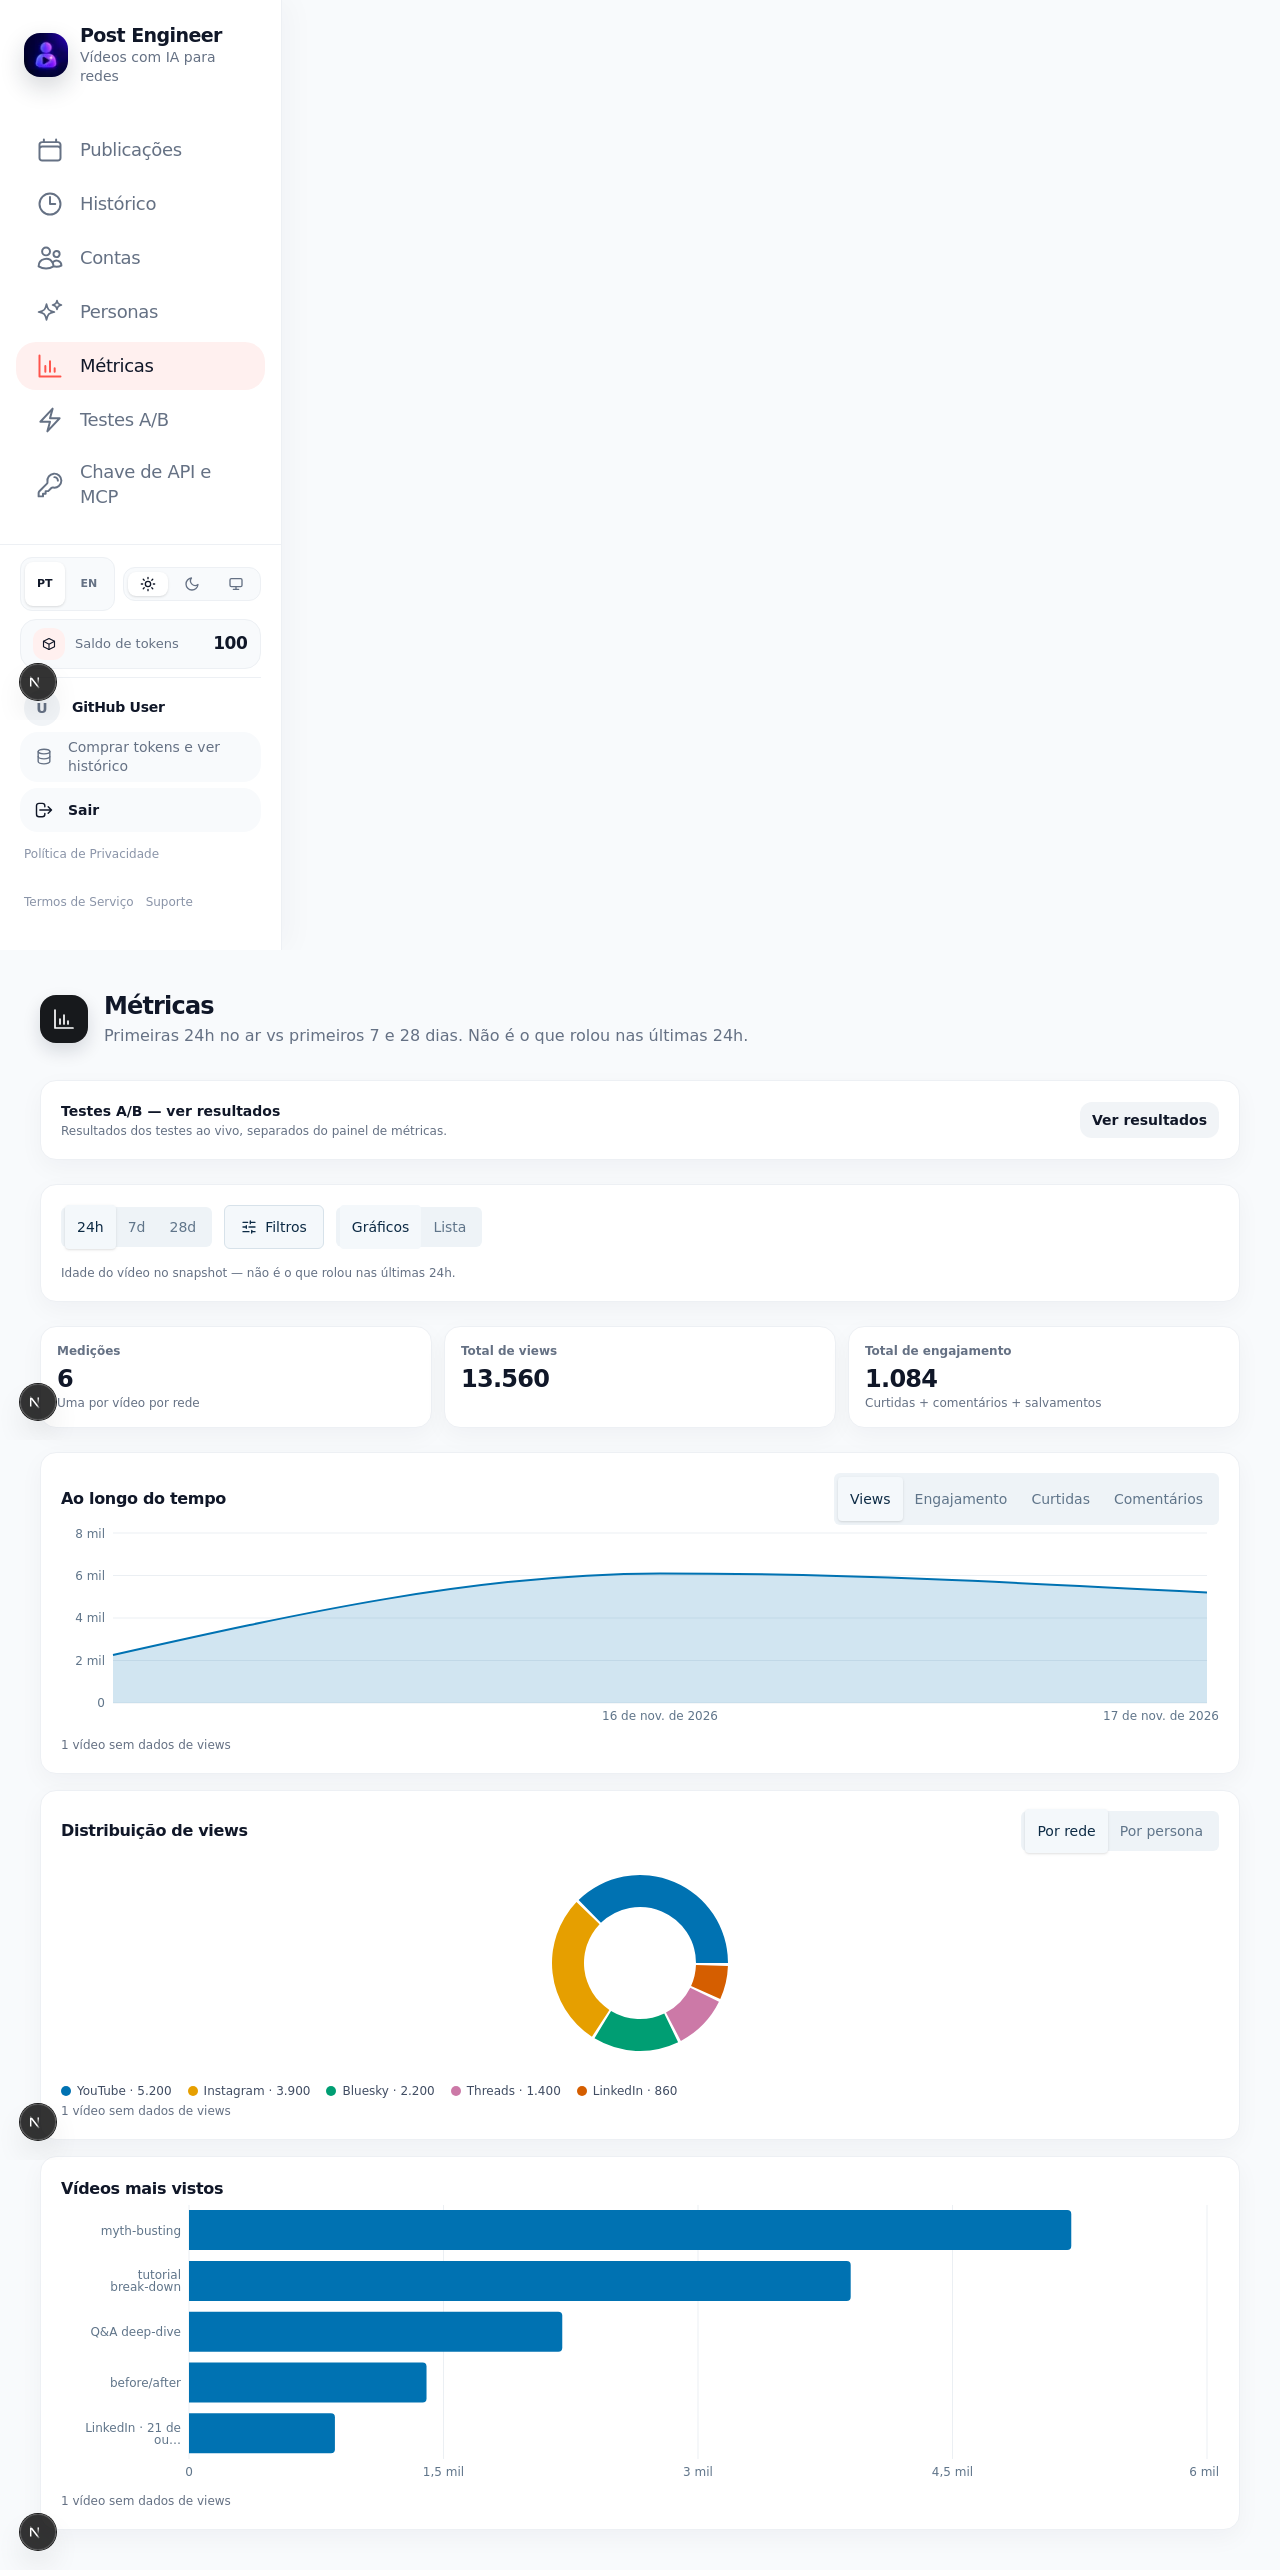 Post Engineer
Vídeos com IA para
redes
Publicações
Histórico
Contas
Personas
Métricas
Testes A/B
Chave de API e
MCP
PT EN
Saldo de tokens 100
N
U GitHub User
Comprar tokens e ver
histórico
Sair
Política de Privacidade
Termos de Serviço Suporte
Métricas
Primeiras 24h no ar vs primeiros 7 e 28 dias. Não é o que rolou nas últimas 24h.
Testes A/B — ver resultados
Resultados dos testes ao vivo, separados do painel de métricas.
Ver resultados
24h 7d 28d Filtros Gráficos Lista
Idade do vídeo no snapshot — não é o que rolou nas últimas 24h.
Medições
6
Uma por vídeo por rede
Total de views
13.560
Total de engajamento
1.084
Curtidas + comentários + salvamentos
N
Ao longo do tempo
Views Engajamento Curtidas Comentários
8 mil
6 mil
4 mil
2 mil
0
16 de nov. de 2026 17 de nov. de 2026
1 vídeo sem dados de views
Distribuição de views
Por rede Por persona
YouTube · 5.200 Instagram · 3.900 Bluesky · 2.200 Threads · 1.400 LinkedIn · 860
1 vídeo sem dados de views
N
Vídeos mais vistos
myth-busting
tutorial
break-down
Q&A deep-dive
before/after
LinkedIn · 21 de
ou…
0 1,5 mil 3 mil 4,5 mil 6 mil
1 vídeo sem dados de views
N